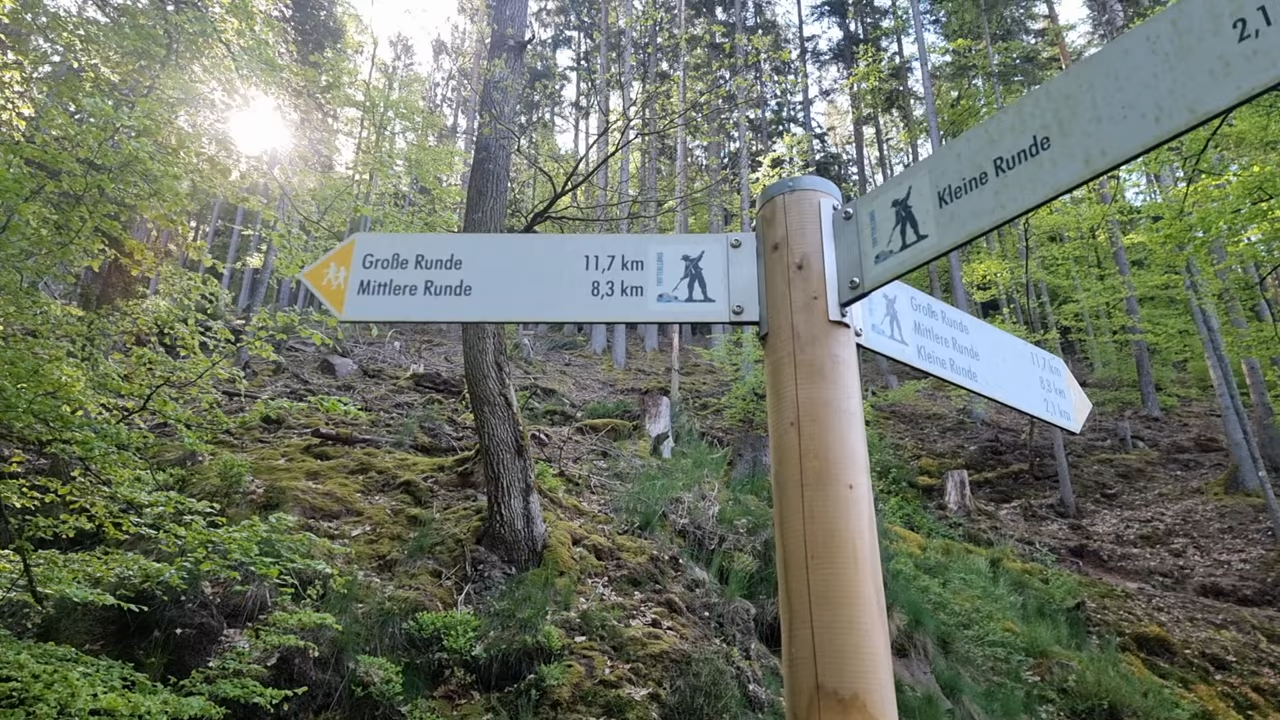 Große Runde 11,7 km
Mittlere Runde 8,3 km
Kleine Runde 2,1
Große Runde 11,7 km
Mittlere Runde 8,3 km
Kleine Runde 2,1 km